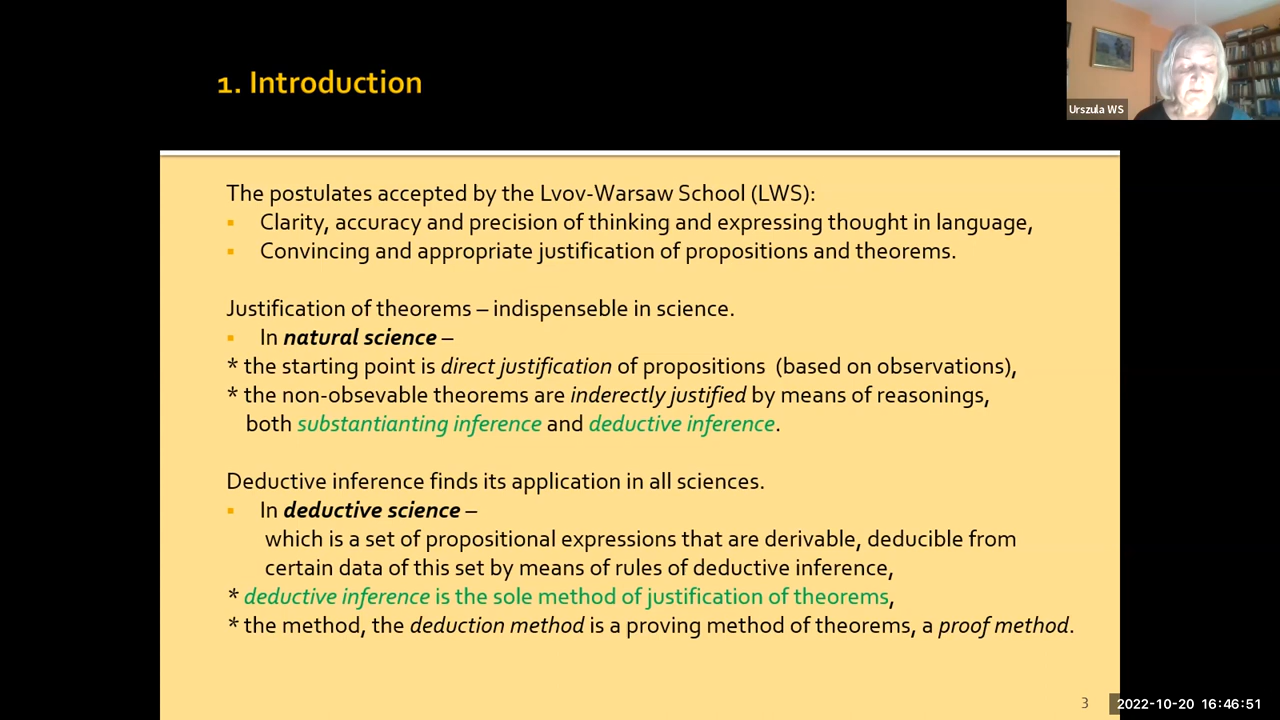 1. Introduction
Urszula WS
The postulates accepted by the Lvov-Warsaw School (LWS):
▪ Clarity, accuracy and precision of thinking and expressing thought in language,
▪ Convincing and appropriate justification of propositions and theorems.
Justification of theorems – indispenseble in science.
▪ In natural science –
* the starting point is direct justification of propositions (based on observations),
* the non-obsevable theorems are inderectly justified by means of reasonings,
both substantianting inference and deductive inference.
Deductive inference finds its application in all sciences.
▪ In deductive science –
which is a set of propositional expressions that are derivable, deducible from
certain data of this set by means of rules of deductive inference,
* deductive inference is the sole method of justification of theorems,
* the method, the deduction method is a proving method of theorems, a proof method.
3
2022-10-20 16:46:51